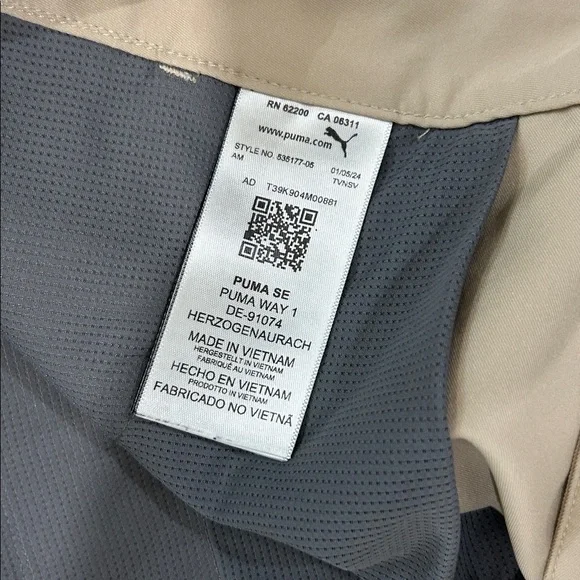 RN 62200 CA 06311
www.puma.com
STYLE NO. 535177-05 01/05/24
AM TVNSV
AD T39K904M00881
PUMA SE
PUMA WAY 1
DE-91074
HERZOGENAURACH
MADE IN VIETNAM
HERGESTELLT IN VIETNAM
FABRIQUÉ AU VIETNAM
HECHO EN VIETNAM
PRODOTTO IN VIETNAM
FABRICADO NO VIETNÃ